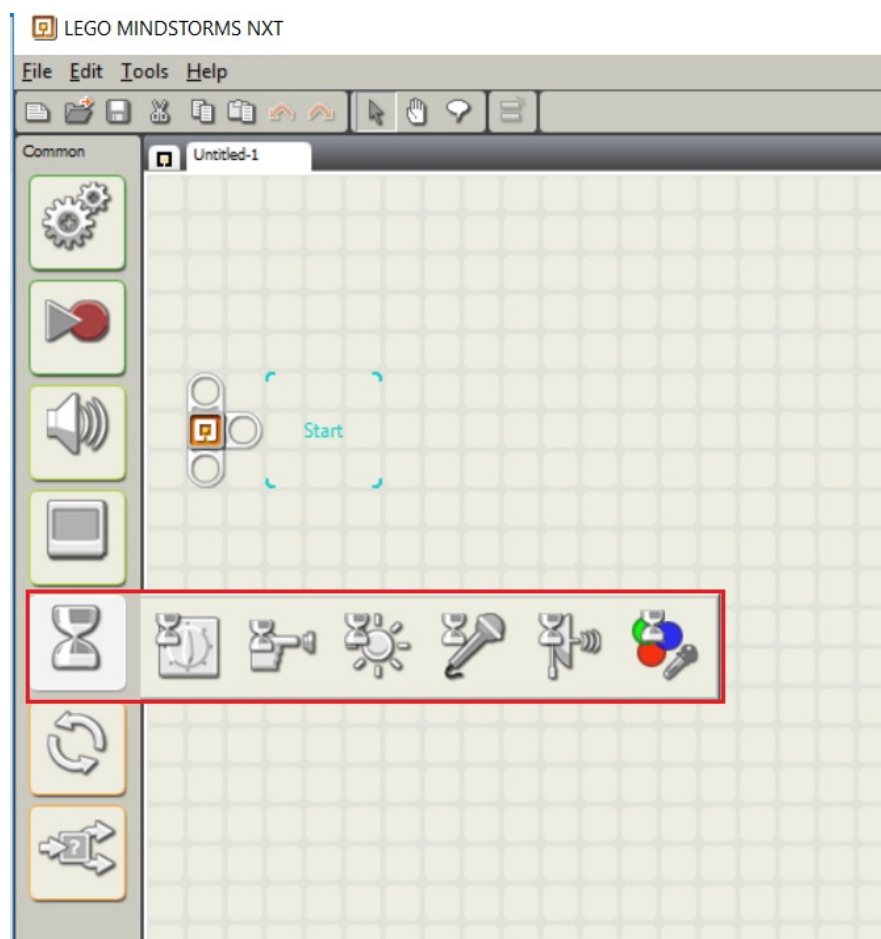 LEGO MINDSTORMS NXT
File Edit Tools Help
Common
Untitled-1
Start
?